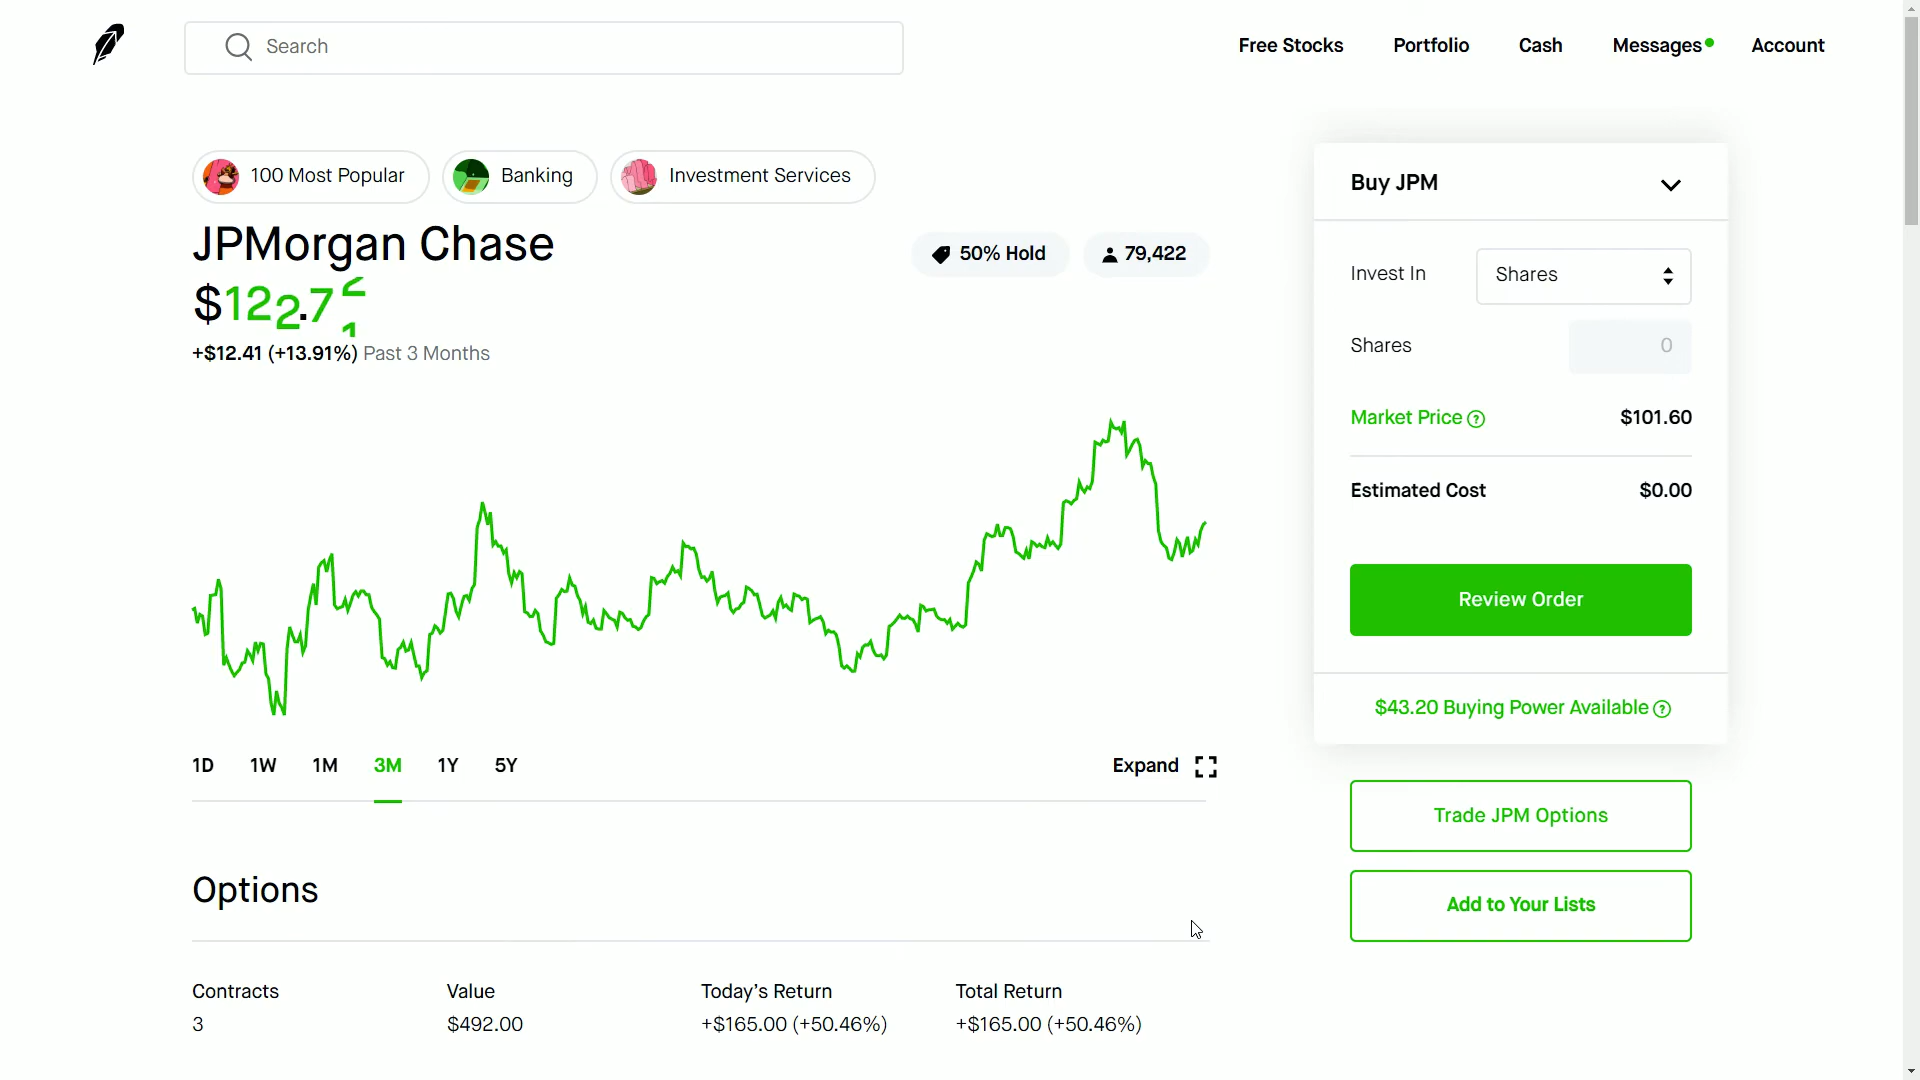 Search
Free Stocks
Portfolio
Cash
Messages
Account
100 Most Popular
Banking
Investment Services
JPMorgan Chase
50% Hold
79,422
$122.7
+$12.41 (+13.91%) Past 3 Months
1D
1W
1M
3M
1Y
5Y
Expand
Options
Contracts
Value
Today's Return
Total Return
3
$492.00
+$165.00 (+50.46%)
+$165.00 (+50.46%)
Buy JPM
Invest In
Shares
Shares
0
Market Price ?
$101.60
Estimated Cost
$0.00
Review Order
$43.20 Buying Power Available ?
Trade JPM Options
Add to Your Lists